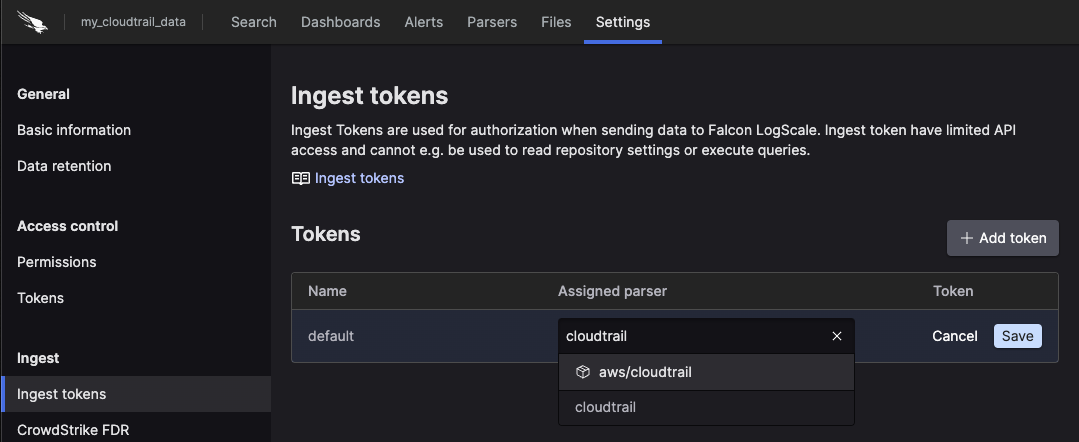 my_cloudtrail_data Search Dashboards Alerts Parsers Files Settings
General
Basic information
Data retention
Access control
Permissions
Tokens
Ingest
Ingest tokens
CrowdStrike FDR
Ingest tokens
Ingest Tokens are used for authorization when sending data to Falcon LogScale. Ingest token have limited API
access and cannot e.g. be used to read repository settings or execute queries.
Ingest tokens
Tokens
Add token
Name Assigned parser Token
default cloudtrail Cancel Save
aws/cloudtrail
cloudtrail